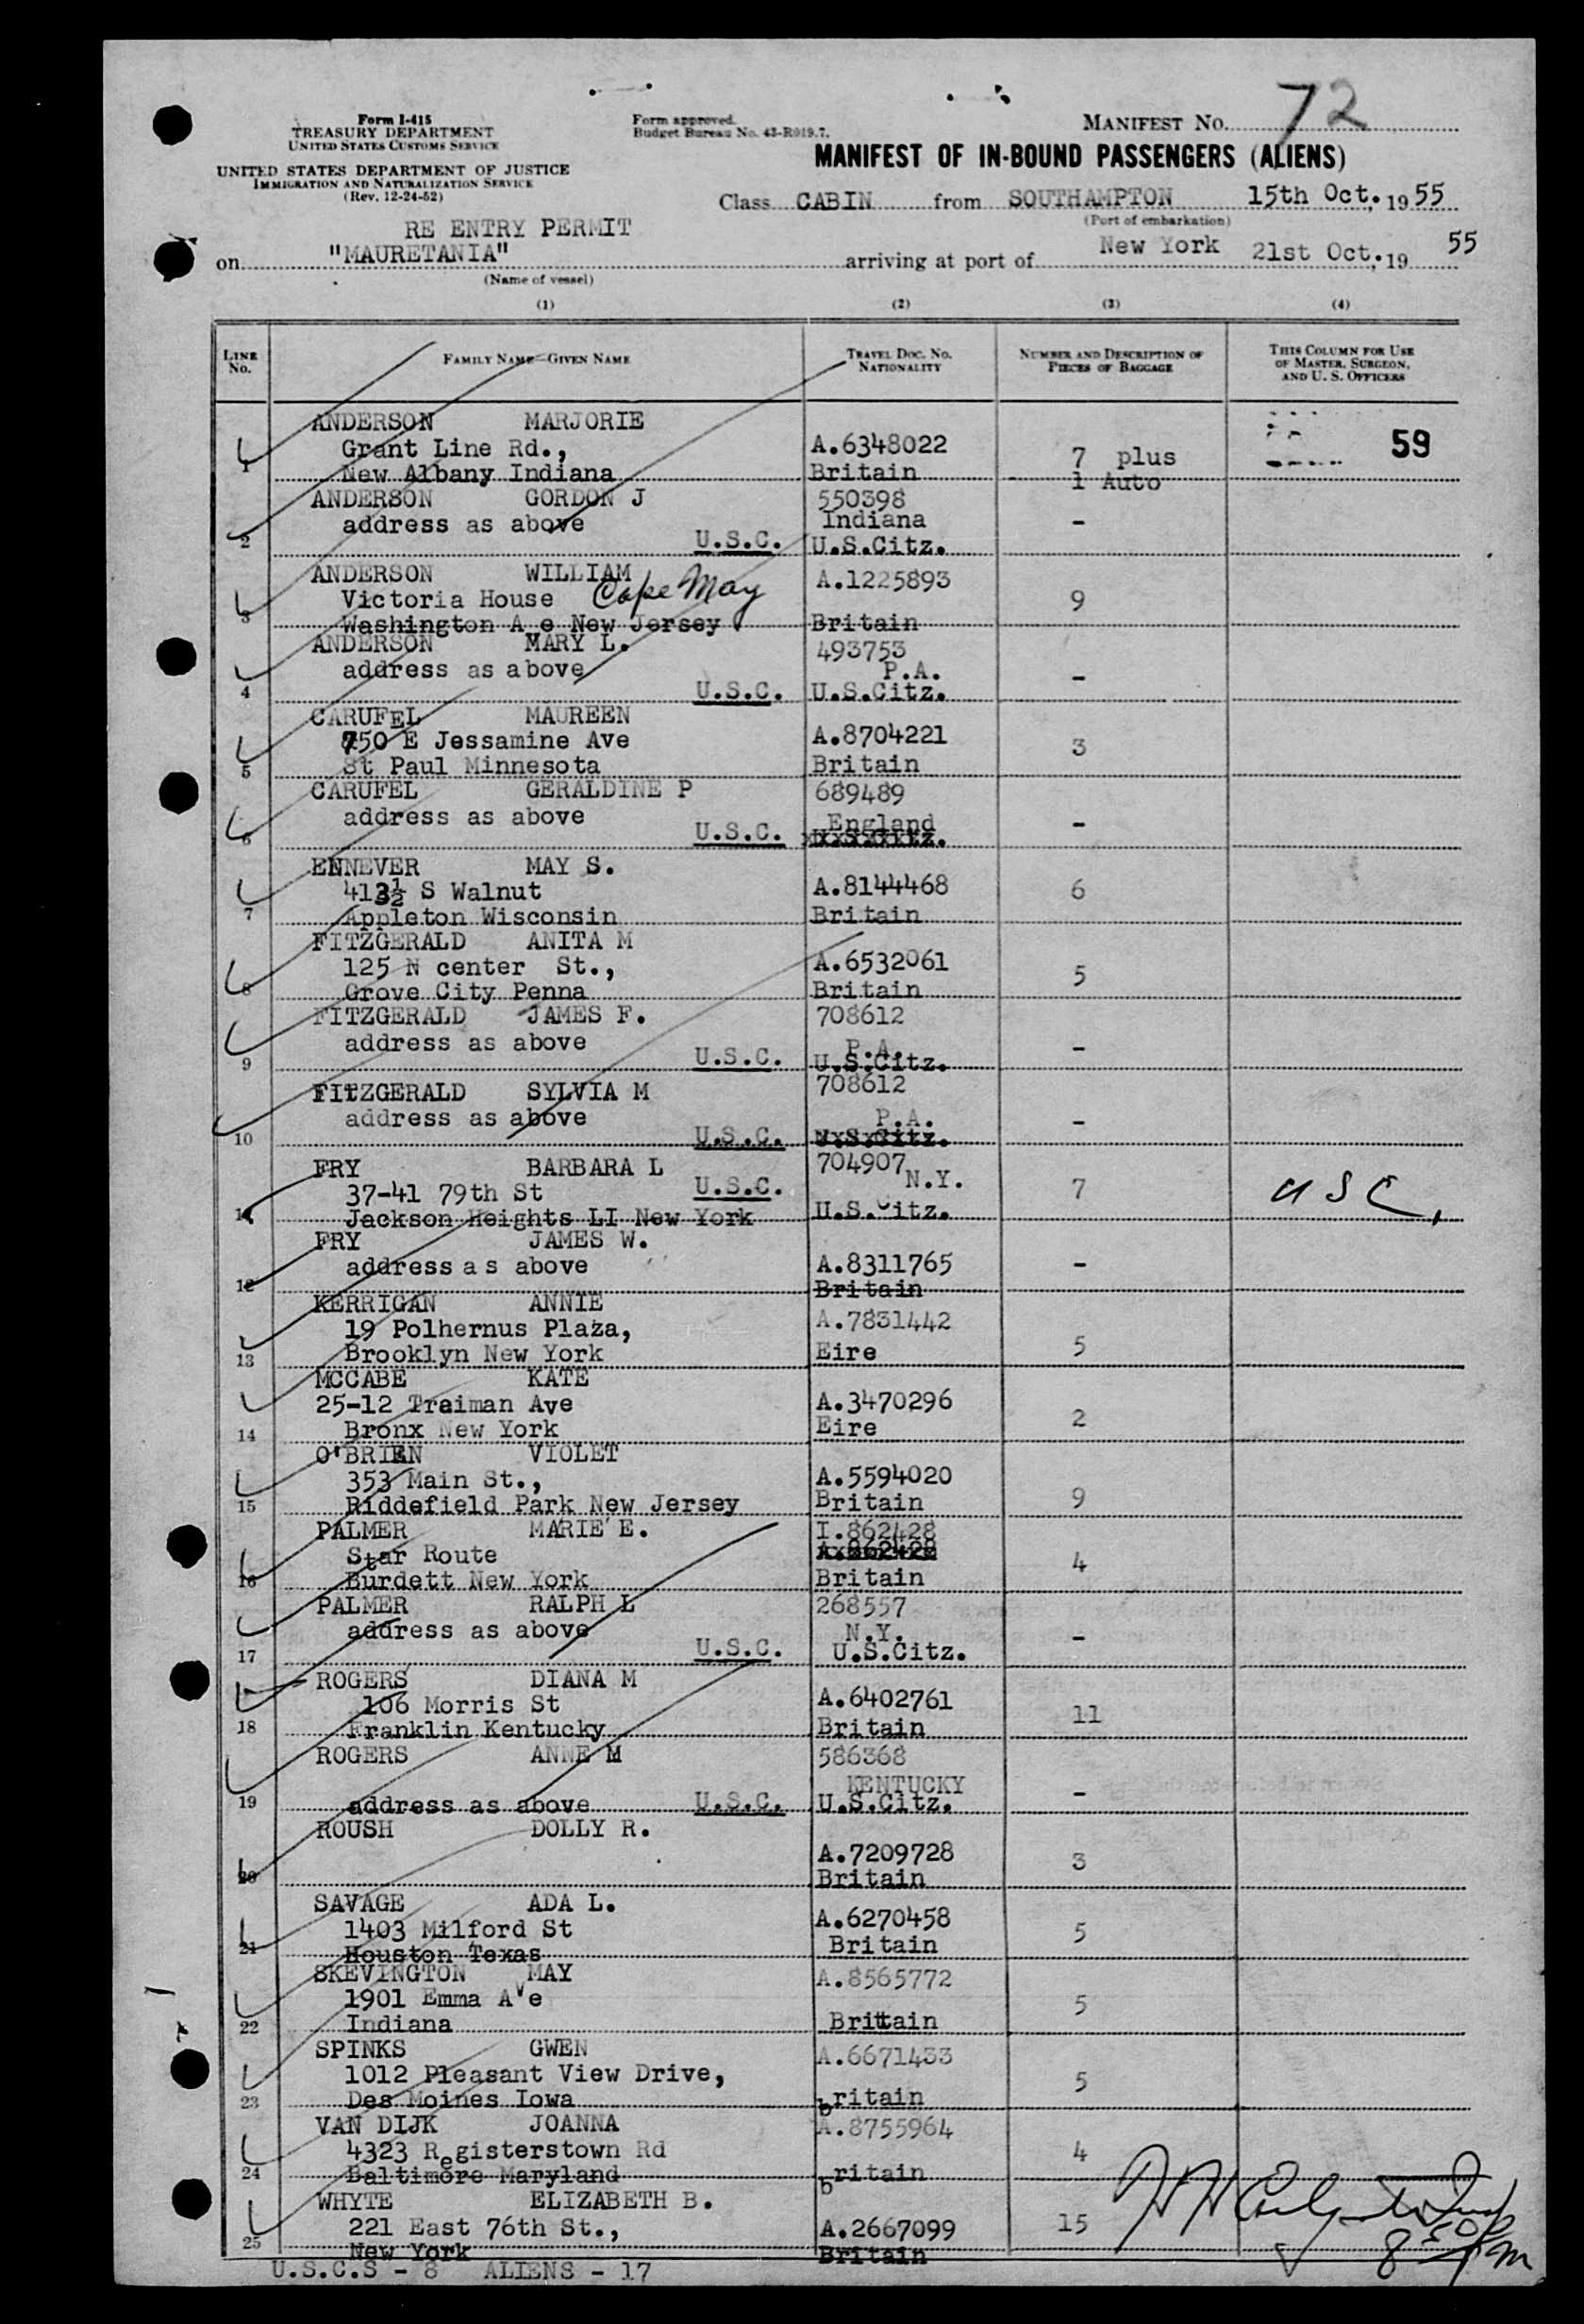 72
Form I-415
TREASURY DEPARTMENT
UNITED STATES CUSTOMS SERVICE
UNITED STATES DEPARTMENT OF JUSTICE
IMMIGRATION AND NATURALIZATION SERVICE
(Rev. 12-24-52)
Form approved.
Budget Bureau No. 43-R019.7.
MANIFEST NO.
MANIFEST OF IN-BOUND PASSENGERS (ALIENS)
Class CABIN from SOUTHAMPTON 15th Oct. 1955
(Port of embarkation)
RE ENTRY PERMIT
on "MAURETANIA" arriving at port of New York 21st Oct. 19 55
(Name of vessel)
(1) (2) (3) (4)
LINE No. FAMILY NAME—GIVEN NAME TRAVEL DOC. NO. NATIONALITY NUMBER AND DESCRIPTION OF PIECES OF BAGGAGE THIS COLUMN FOR USE OF MASTER, SURGEON, AND U. S. OFFICERS
ANDERSON MARJORIE
Grant Line Rd., A.6348022 7 plus 59
1 New Albany Indiana Britain 1 Auto
ANDERSON GORDON J 550398
address as above Indiana -
2 U.S.C. U.S.Citz.
ANDERSON WILLIAM A.1225893
Victoria House Cape May 9
3 Washington A e New Jersey Britain
ANDERSON MARY L. 493753
address as above P.A. -
4 U.S.C. U.S.Citz.
CARUFEL MAUREEN
750 E Jessamine Ave A.8704221 3
5 St Paul Minnesota Britain
CARUFEL GERALDINE P 689489
address as above England -
6 U.S.C. U.S.Citz.
ENNEVER MAY S.
413½ S Walnut A.8144468 6
7 Appleton Wisconsin Britain
FITZGERALD ANITA M
125 N center St., A.6532061 5
8 Grove City Penna Britain
FITZGERALD JAMES F. 708612
address as above P.A. -
9 U.S.C. U.S.Citz.
FITZGERALD SYLVIA M 708612
address as above P.A. -
10 U.S.C. U.S.Citz.
FRY BARBARA L 704907 N.Y.
37-41 79th St U.S.C. 7 USC,
11 Jackson Heights LI New York U.S.Citz.
FRY JAMES W.
address as above A.8311765 -
12 Britain
KERRIGAN ANNIE A.7831442
19 Polhernus Plaza,
13 Brooklyn New York Eire 5
MCCABE KATE
25-12 Traiman Ave A.3470296 2
14 Bronx New York Eire
O'BRIEN VIOLET
353 Main St., A.5594020
15 Riddefield Park New Jersey Britain 9
PALMER MARIE E. I.862428
Star Route A.862428 4
16 Burdett New York Britain
PALMER RALPH L 268557
address as above N.Y. -
17 U.S.C. U.S.Citz.
ROGERS DIANA M
106 Morris St A.6402761 11
18 Franklin Kentucky Britain
ROGERS ANNE M 586368
KENTUCKY -
19 address as above U.S.C. U.S.Citz.
ROUSH DOLLY R.
A.7209728 3
20 Britain
SAVAGE ADA L.
1403 Milford St A.6270458 5
21 Houston Texas Britain
SKEVINGTON MAY A.8565772
1901 Emma Ave 5
22 Indiana Brittain
SPINKS GWEN A.6671433
1012 Pleasant View Drive, 5
23 Des Moines Iowa britain
VAN DIJK JOANNA A.8755964
4323 Registerstown Rd 4
24 Baltimore Maryland britain
WHYTE ELIZABETH B.
221 East 76th St., A.2667099 15
25 New York Britain
U.S.C.S - 8 ALIENS - 17